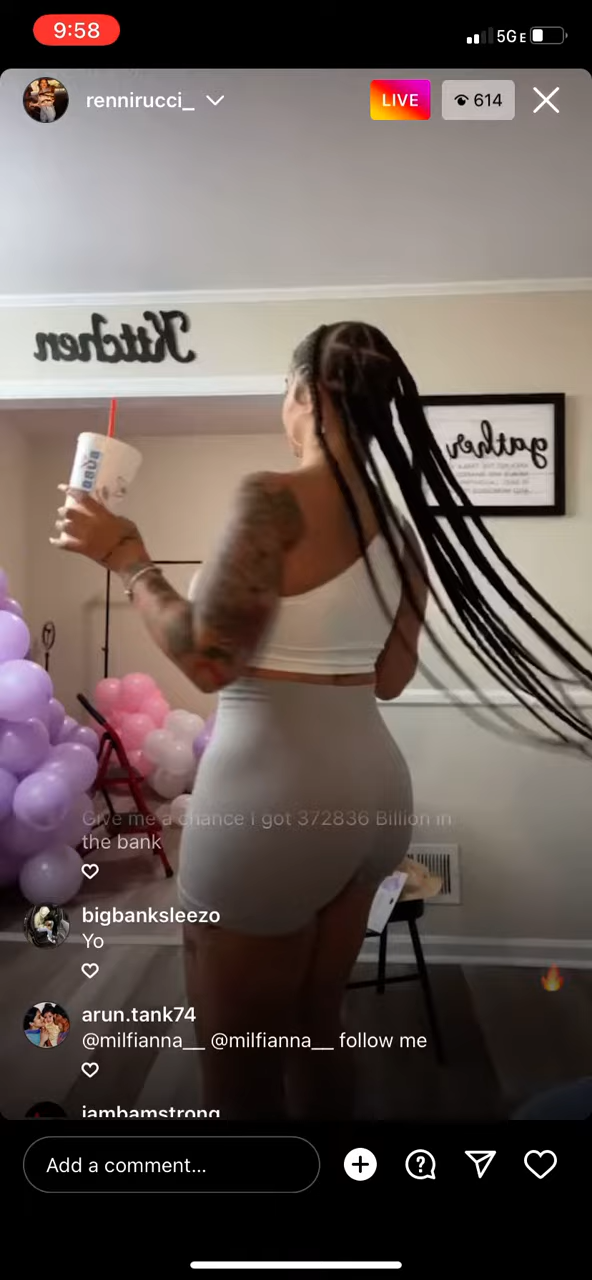 9:58
5G E
rennirucci_
LIVE
614
Kitchen
gather
Give me a chance I got 372836 Billion in
the bank
bigbanksleezo
Yo
arun.tank74
@milfianna__ @milfianna__ follow me
jambamstrong
Add a comment...